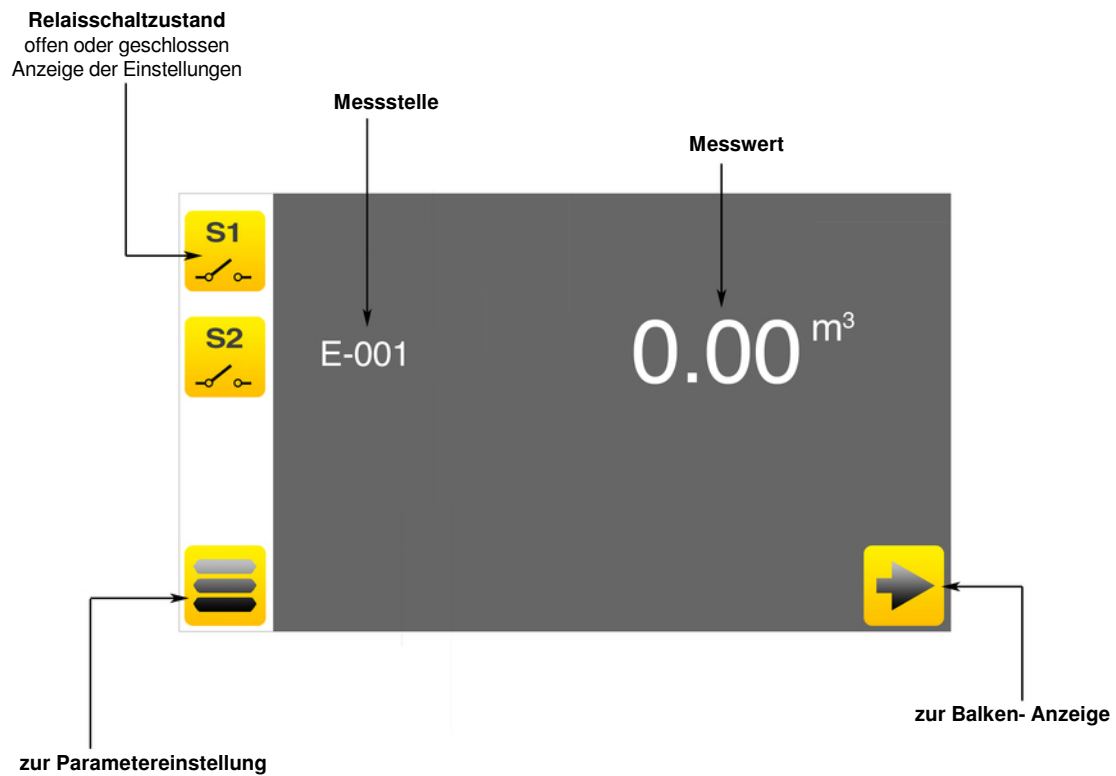 Relaisschaltzustand
offen oder geschlossen
Anzeige der Einstellungen
Messstelle
Messwert
S1
S2
E-001
0.00 m³
zur Balken- Anzeige
zur Parametereinstellung